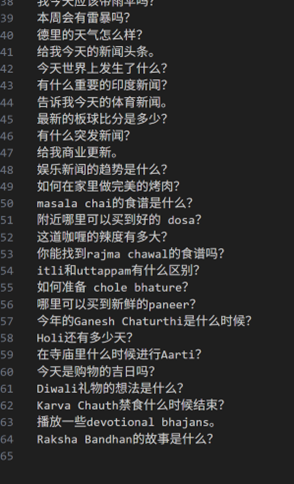 38 我今天应该带雨伞吗？
39 本周会有雷暴吗？
40 德里的天气怎么样？
41 给我今天的新闻头条。
42 今天世界上发生了什么？
43 有什么重要的印度新闻？
44 告诉我今天的体育新闻。
45 最新的板球比分是多少？
46 有什么突发新闻？
47 给我商业更新。
48 娱乐新闻的趋势是什么？
49 如何在家里做完美的烤肉？
50 masala chai的食谱是什么？
51 附近哪里可以买到好的 dosa？
52 这道咖喱的辣度有多大？
53 你能找到rajma chawal的食谱吗？
54 itli和uttappam有什么区别？
55 如何准备 chole bhature？
56 哪里可以买到新鲜的paneer？
57 今年的Ganesh Chaturthi是什么时候？
58 Holi还有多少天？
59 在寺庙里什么时候进行Aarti？
60 今天是购物的吉日吗？
61 Diwali礼物的想法是什么？
62 Karva Chauth禁食什么时候结束？
63 播放一些devotional bhajans。
64 Raksha Bandhan的故事是什么？
65